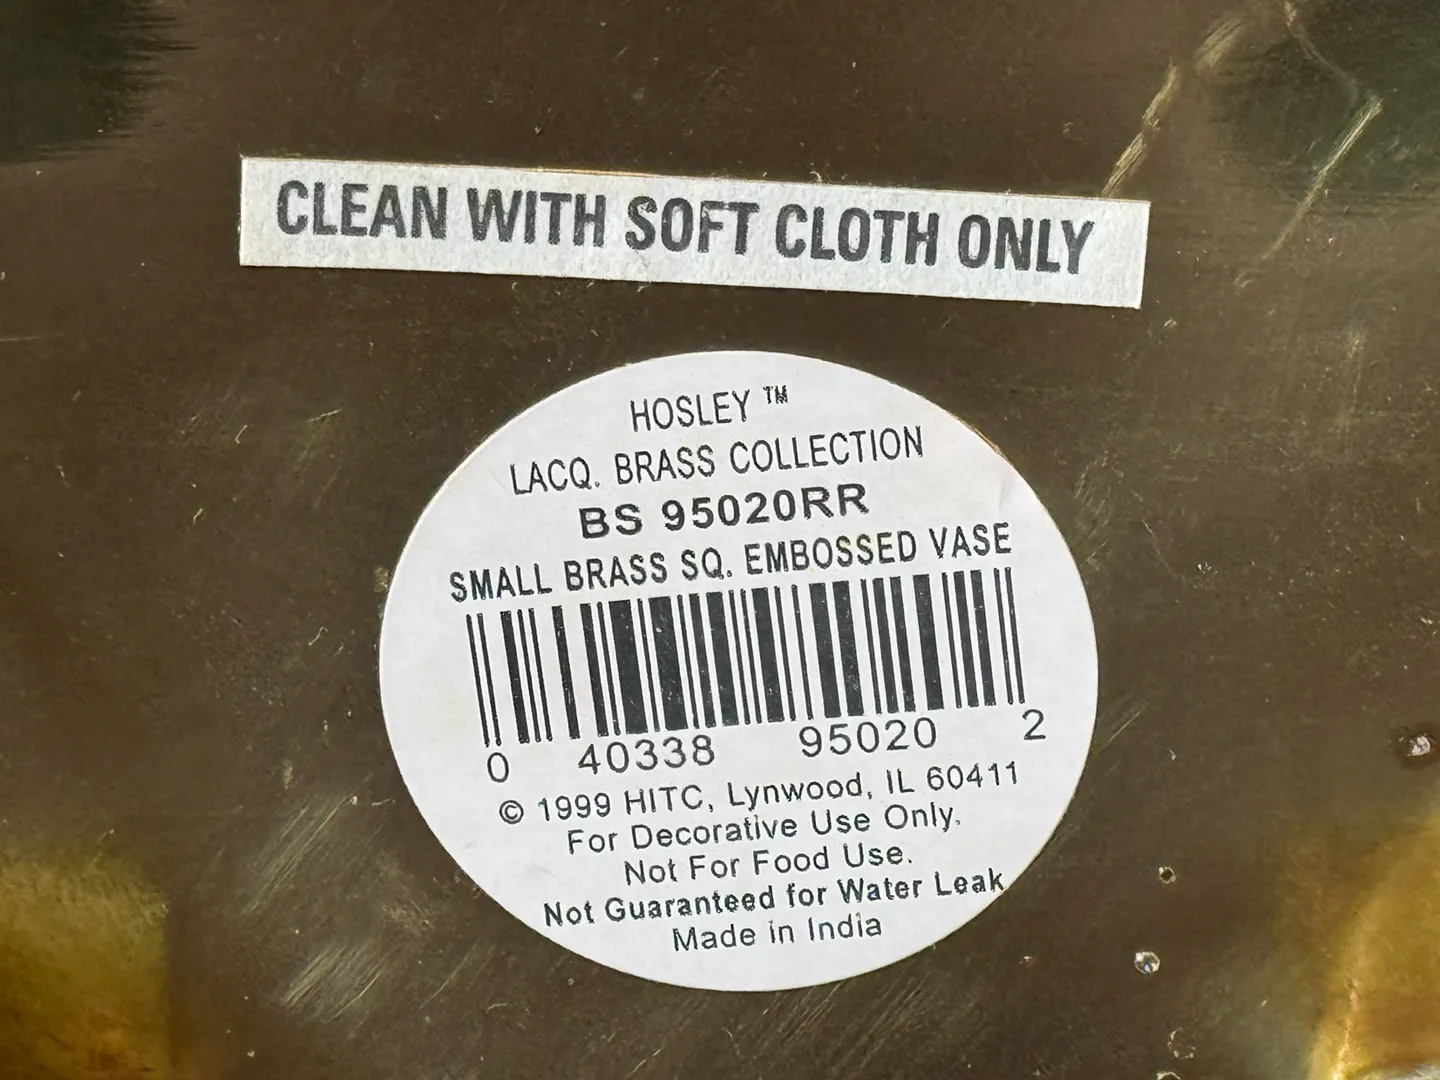 CLEAN WITH SOFT CLOTH ONLY
HOSLEY ™
LACQ. BRASS COLLECTION
BS 95020RR
SMALL BRASS SQ. EMBOSSED VASE
0 40338 95020 2
© 1999 HITC, Lynwood, IL 60411
For Decorative Use Only.
Not For Food Use.
Not Guaranteed for Water Leak
Made in India